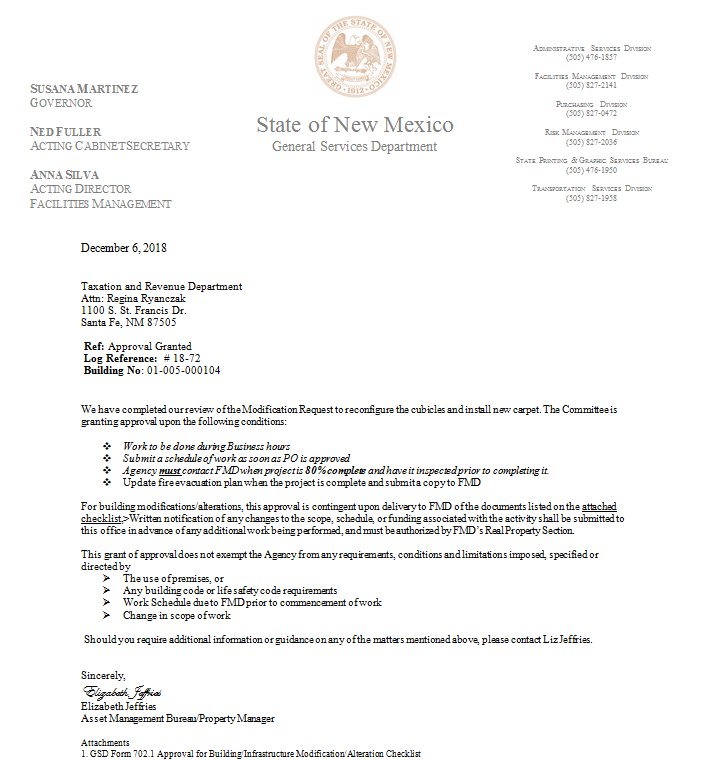 GREAT SEAL OF THE STATE OF NEW MEXICO
1912
SUSANA MARTINEZ
GOVERNOR
NED FULLER
ACTING CABINET SECRETARY
ANNA SILVA
ACTING DIRECTOR
FACILITIES MANAGEMENT
State of New Mexico
General Services Department
ADMINISTRATIVE SERVICES DIVISION
(505) 476-1857
FACILITIES MANAGEMENT DIVISION
(505) 827-2141
PURCHASING DIVISION
(505) 827-0472
RISK MANAGEMENT DIVISION
(505) 827-2036
STATE PRINTING & GRAPHIC SERVICES BUREAU
(505) 476-1950
TRANSPORTATION SERVICES DIVISION
(505) 827-1958
December 6, 2018
Taxation and Revenue Department
Attn: Regina Ryanczak
1100 S. St. Francis Dr.
Santa Fe, NM 87505
Ref: Approval Granted
Log Reference: # 18-72
Building No: 01-005-000104
We have completed our review of the Modification Request to reconfigure the cubicles and install new carpet. The Committee is
granting approval upon the following conditions:
❖ Work to be done during Business hours
❖ Submit a schedule of work as soon as PO is approved
❖ Agency must contact FMD when project is 80% complete and have it inspected prior to completing it.
❖ Update fire evacuation plan when the project is complete and submit a copy to FMD
For building modifications/alterations, this approval is contingent upon delivery to FMD of the documents listed on the attached
checklist.>Written notification of any changes to the scope, schedule, or funding associated with the activity shall be submitted to
this office in advance of any additional work being performed, and must be authorized by FMD's Real Property Section.
This grant of approval does not exempt the Agency from any requirements, conditions and limitations imposed, specified or
directed by
➢ The use of premises, or
➢ Any building code or life safety code requirements
➢ Work Schedule due to FMD prior to commencement of work
➢ Change in scope of work
Should you require additional information or guidance on any of the matters mentioned above, please contact Liz Jeffries.
Sincerely,
Elizabeth Jeffries
Elizabeth Jeffries
Asset Management Bureau/Property Manager
Attachments
1. GSD Form 702.1 Approval for Building/Infrastructure Modification/Alteration Checklist